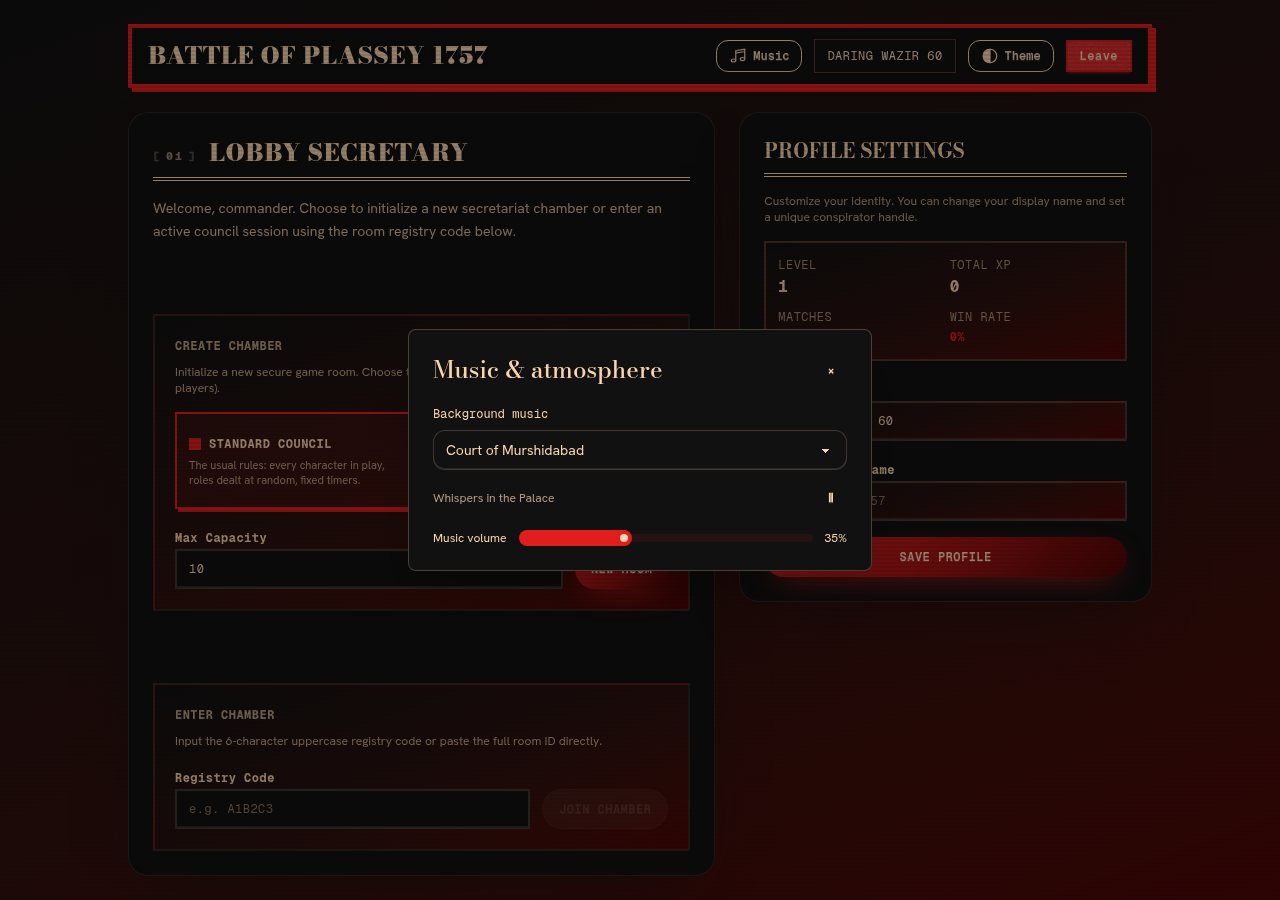 BATTLE OF PLASSEY 1757
Music
DARING WAZIR 60
Theme
Leave
[ 01 ] LOBBY SECRETARY
Welcome, commander. Choose to initialize a new secretariat chamber or enter an
active council session using the room registry code below.
CREATE CHAMBER
Initialize a new secure game room. Choose
players).
STANDARD COUNCIL
The usual rules: every character in play,
roles dealt at random, fixed timers.
Max Capacity
10
NEW ROOM
ENTER CHAMBER
Input the 6-character uppercase registry code or paste the full room ID directly.
Registry Code
e.g. A1B2C3
JOIN CHAMBER
PROFILE SETTINGS
Customize your identity. You can change your display name and set
a unique conspirator handle.
LEVEL
1
TOTAL XP
0
MATCHES
WIN RATE
0%
60
ame
57
SAVE PROFILE
Music & atmosphere
×
Background music
Court of Murshidabad
Whispers in the Palace
Music volume
35%